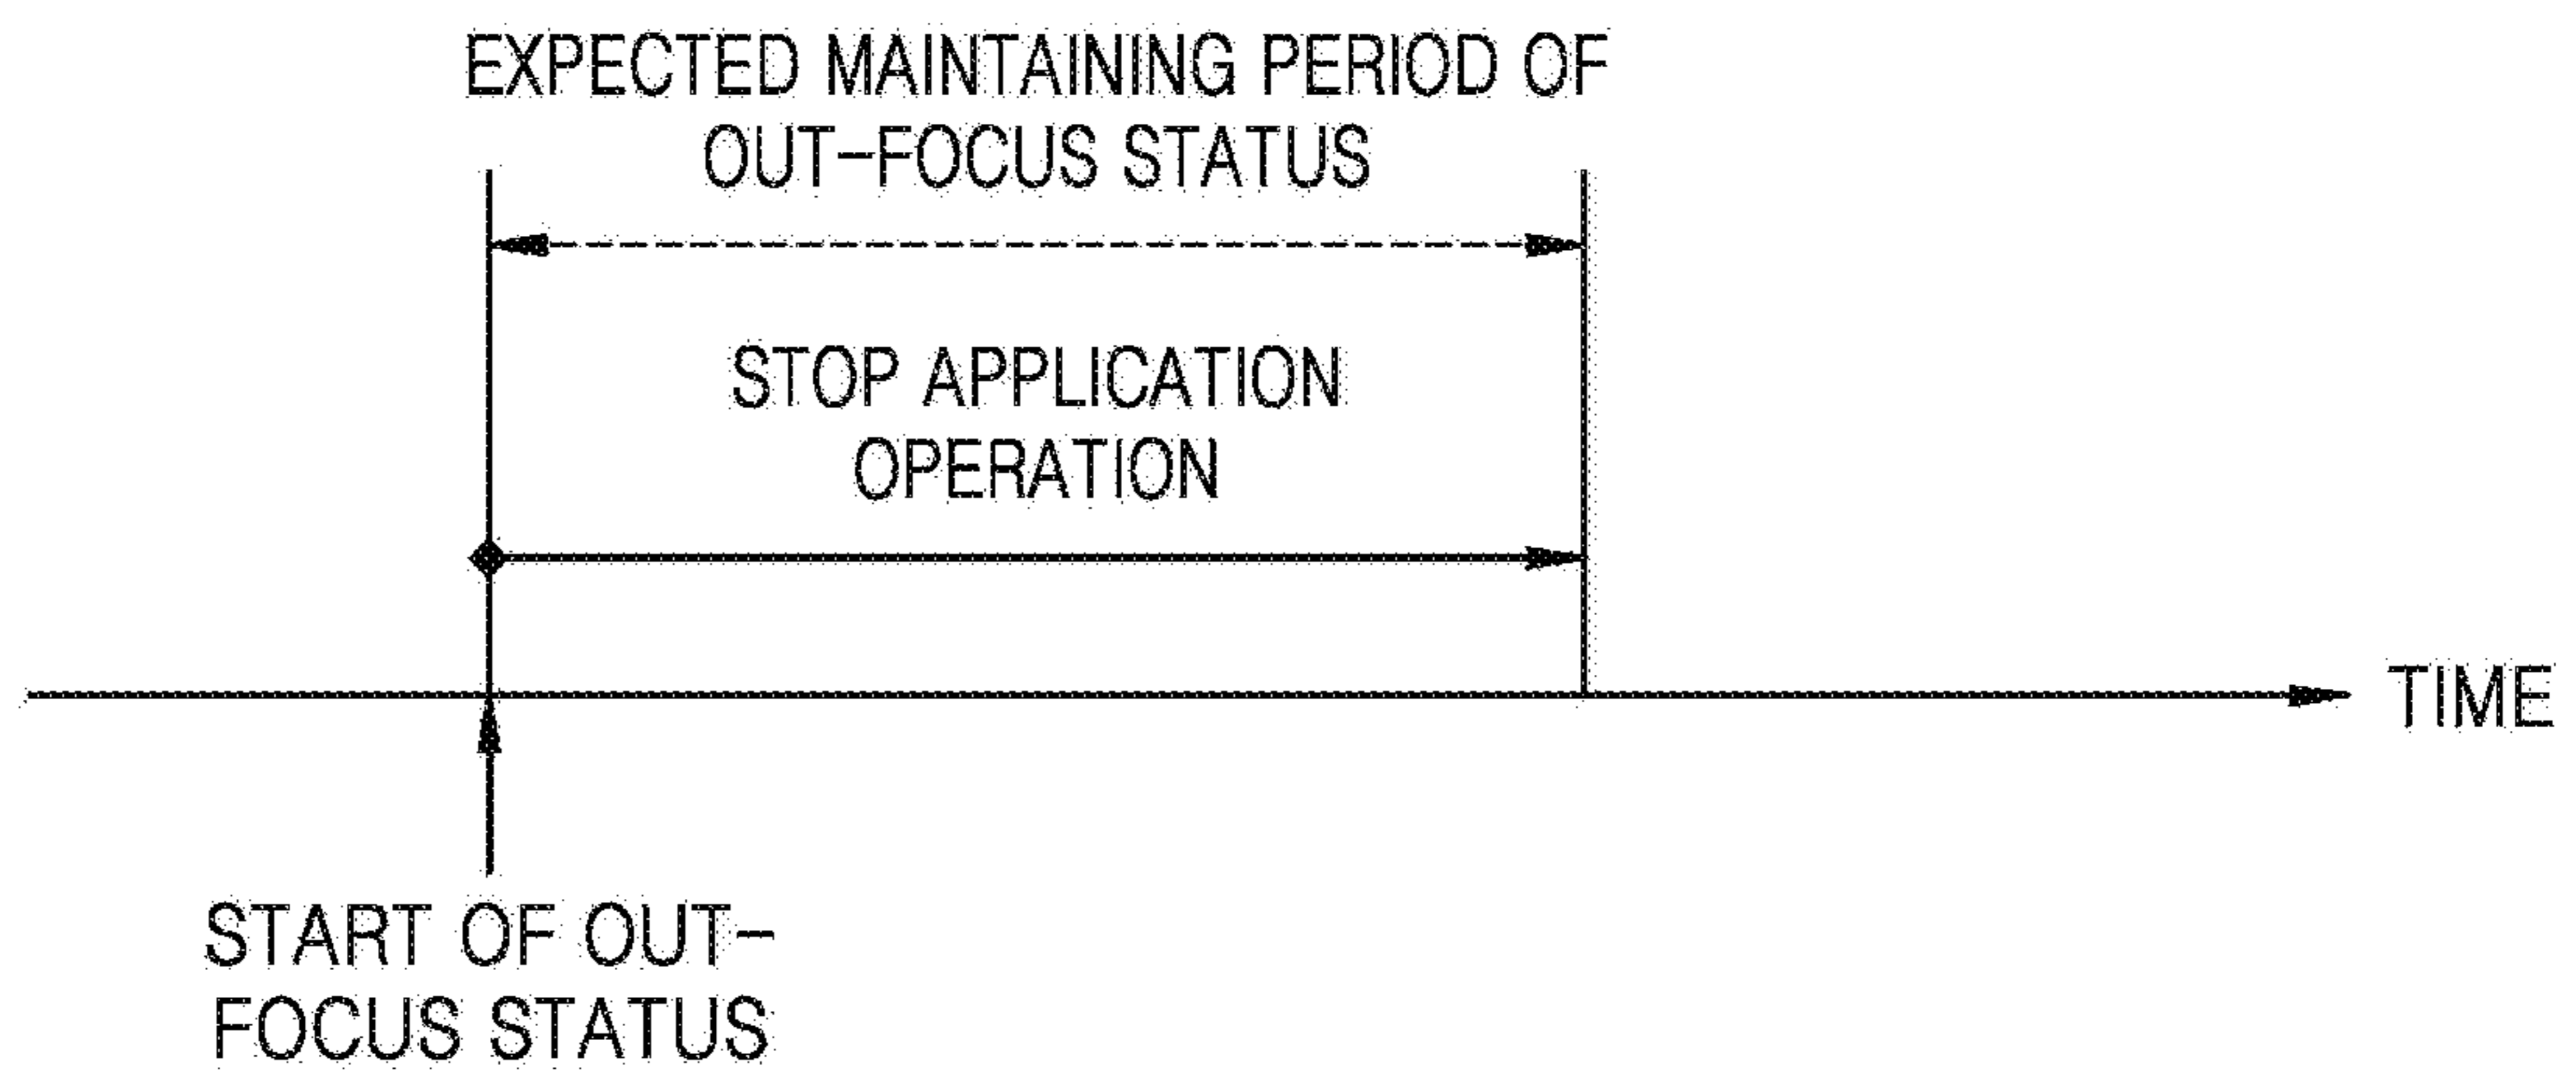 EXPECTED MAINTAINING PERIOD OF
OUT-FOCUS STATUS
STOP APPLICATION
OPERATION
TIME
START OF OUT-
FOCUS STATUS